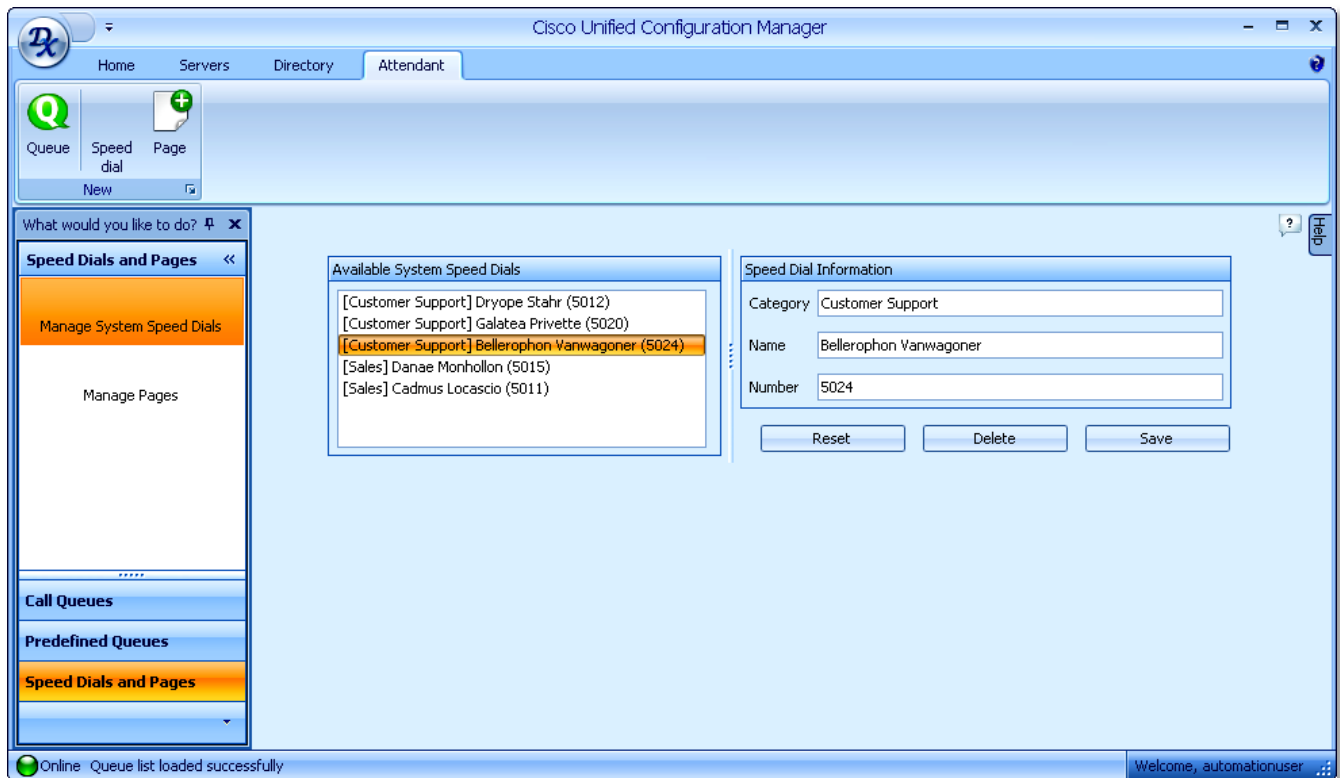 Cisco Unified Configuration Manager
Dx
Home Servers Directory Attendant
Queue
Speed dial
Page
New
What would you like to do?
Speed Dials and Pages
Manage System Speed Dials
Manage Pages
Call Queues
Predefined Queues
Speed Dials and Pages
Available System Speed Dials
[Customer Support] Dryope Stahr (5012)
[Customer Support] Galatea Privette (5020)
[Customer Support] Bellerophon Vanwagoner (5024)
[Sales] Danae Monhollon (5015)
[Sales] Cadmus Locascio (5011)
Speed Dial Information
Category Customer Support
Name Bellerophon Vanwagoner
Number 5024
Reset Delete Save
Help
Online Queue list loaded successfully
Welcome, automationuser